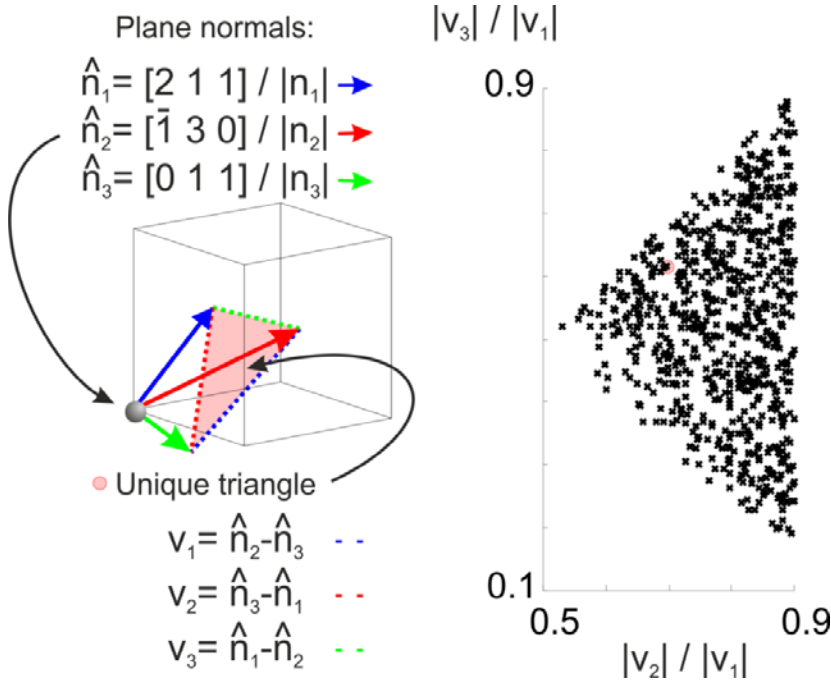 Plane normals:
n̂₁= [2 1 1] / |n₁|
n̂₂= [1̄ 3 0] / |n₂|
n̂₃= [0 1 1] / |n₃|
Unique triangle
v₁= n̂₂-n̂₃
v₂= n̂₃-n̂₁
v₃= n̂₁-n̂₂
|v₃| / |v₁|
0.9
0.1
0.5 0.9
|v₂| / |v₁|